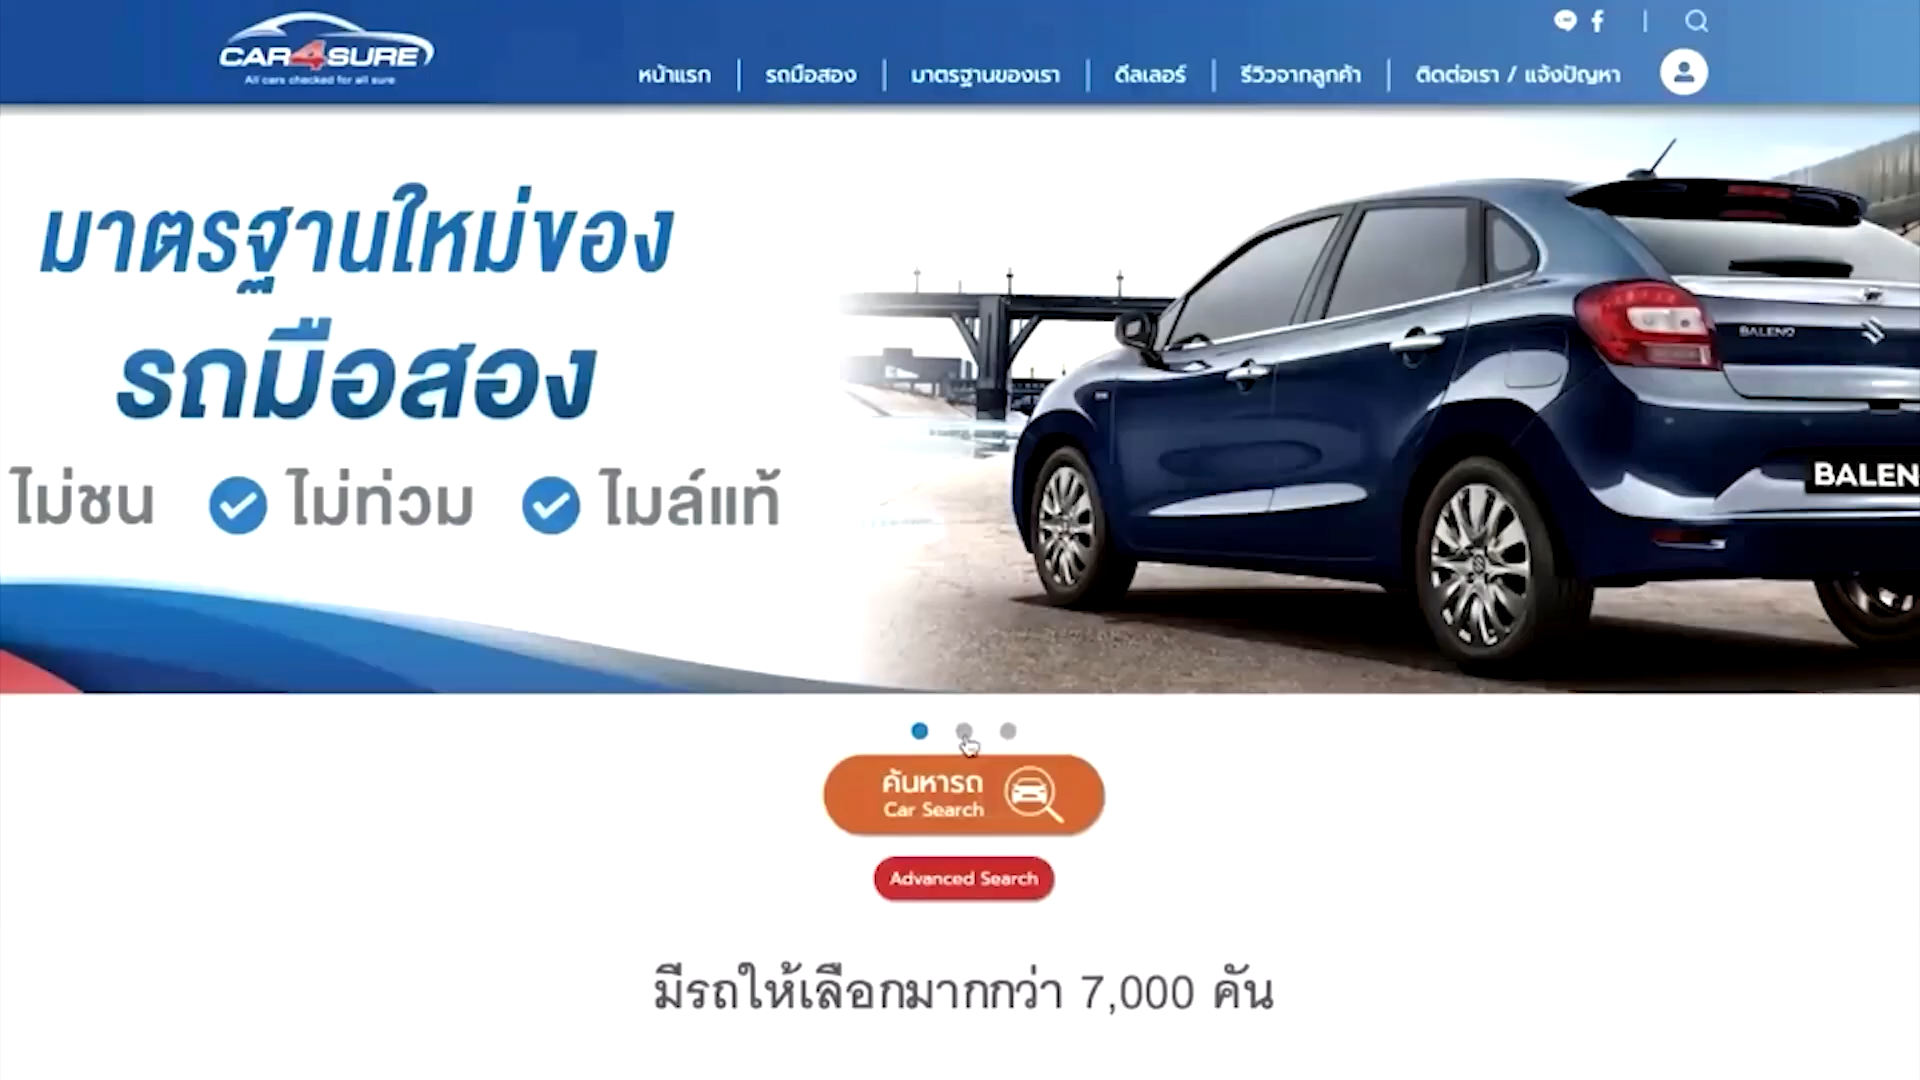 CAR4SURE
All cars checked for all sure
หน้าแรก | รถมือสอง | มาตรฐานของเรา | ดีลเลอร์ | รีวิวจากลูกค้า | ติดต่อเรา / แจ้งปัญหา
มาตรฐานใหม่ของ
รถมือสอง
ไม่ชน ไม่ท่วม ไมล์แท้
BALENO
BALEN
ค้นหารถ
Car Search
Advanced Search
มีรถให้เลือกมากกว่า 7,000 คัน